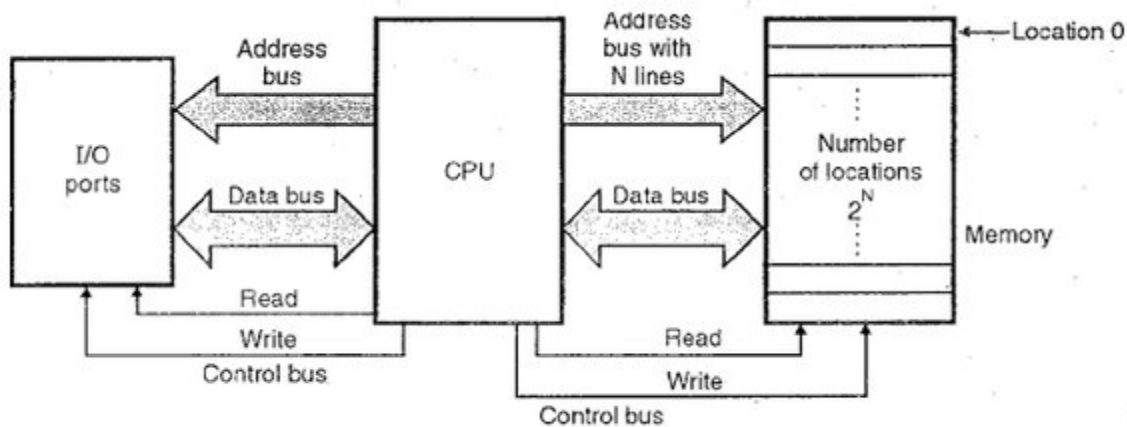 Address
bus
Address
bus with
N lines
Location 0
I/O
ports
CPU
Number
of locations
2^N
Data bus
Data bus
Memory
Read
Write
Control bus
Read
Write
Control bus